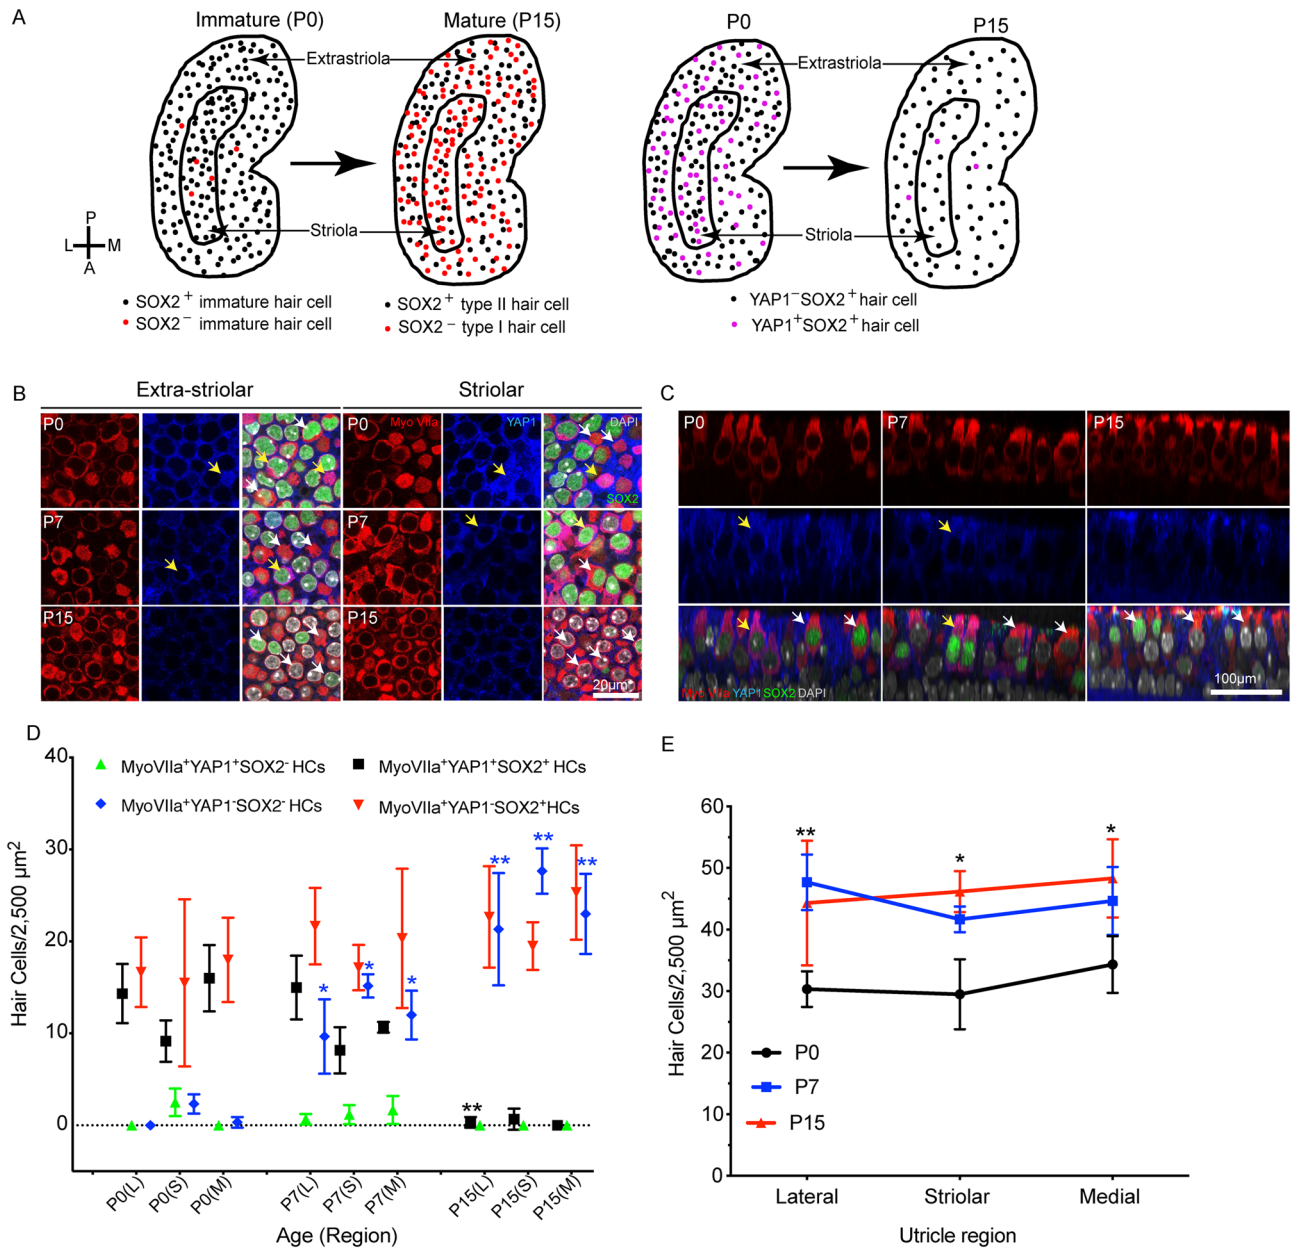 A
Immature (P0)
Mature (P15)
P0
P15
Extrastriola
Extrastriola
Striola
Striola
P
L
M
A
SOX2+ immature hair cell
SOX2− immature hair cell
SOX2+ type II hair cell
SOX2− type I hair cell
YAP1−SOX2+ hair cell
YAP1+SOX2+ hair cell
B
Extra-striolar
Striolar
P0
P0
Myo VIIa
YAP1
DAPI
SOX2
P7
P7
P15
P15
20µm
C
P0
P7
P15
Myo VIIa YAP1 SOX2 DAPI
100µm
D
MyoVIIa+YAP1+SOX2- HCs
MyoVIIa+YAP1+SOX2+ HCs
MyoVIIa+YAP1-SOX2- HCs
MyoVIIa+YAP1-SOX2+HCs
Hair Cells/2,500 µm2
40
30
20
10
0
*
*
*
**
**
**
**
P0(L)
P0(S)
P0(M)
P7(L)
P7(S)
P7(M)
P15(L)
P15(S)
P15(M)
Age (Region)
E
Hair Cells/2,500 µm2
60
50
40
30
20
10
0
**
*
*
P0
P7
P15
Lateral
Striolar
Medial
Utricle region